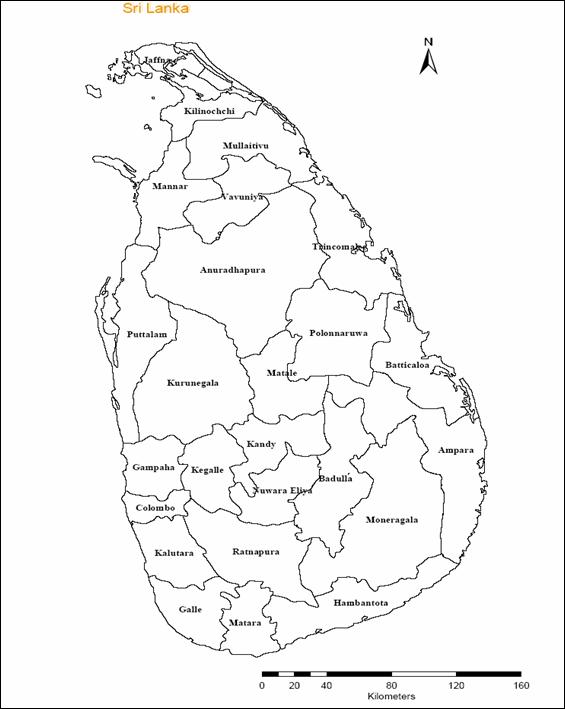 Sri Lanka
N
Jaffna
Kilinochchi
Mullaitivu
Mannar
Vavuniya
Trincomalee
Anuradhapura
Puttalam
Polonnaruwa
Batticaloa
Matale
Kurunegala
Kandy
Ampara
Gampaha
Kegalle
Badulla
Nuwara Eliya
Colombo
Moneragala
Kalutara
Ratnapura
Hambantota
Galle
Matara
0 20 40 80 120 160
Kilometers